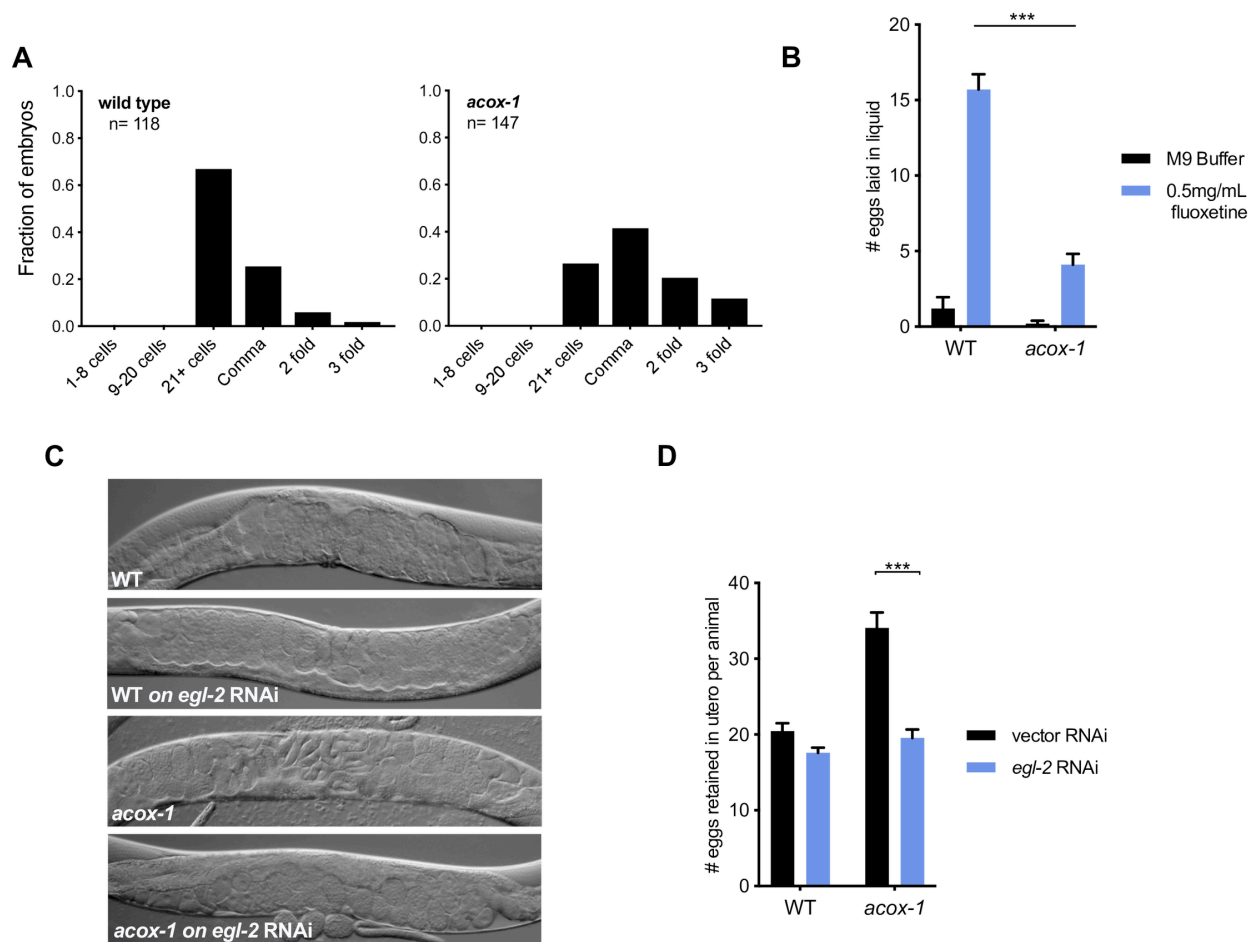 A
wild type
n= 118
acox-1
n= 147
Fraction of embryos
1.0
0.8
0.6
0.4
0.2
0.0
1-8 cells
9-20 cells
21+ cells
Comma
2 fold
3 fold
1.0
0.8
0.6
0.4
0.2
0.0
1-8 cells
9-20 cells
21+ cells
Comma
2 fold
3 fold
B
***
# eggs laid in liquid
20
15
10
5
0
WT
acox-1
M9 Buffer
0.5mg/mL
fluoxetine
C
WT
WT on egl-2 RNAi
acox-1
acox-1 on egl-2 RNAi
D
***
# eggs retained in utero per animal
40
30
20
10
0
WT
acox-1
vector RNAi
egl-2 RNAi